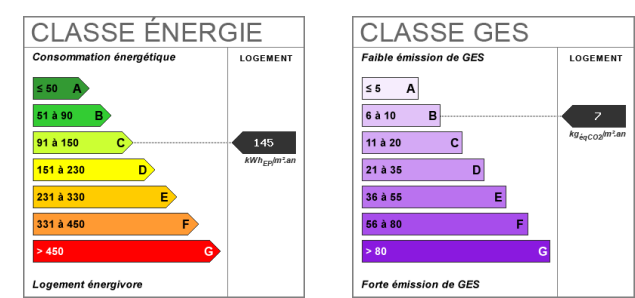 CLASSE ÉNERGIE
Consommation énergétique
LOGEMENT
≤ 50 A
51 à 90 B
91 à 150 C
145
kWhEP/m².an
151 à 230 D
231 à 330 E
331 à 450 F
> 450 G
Logement énergivore
CLASSE GES
Faible émission de GES
LOGEMENT
≤ 5 A
6 à 10 B
7
kgéqCO2/m².an
11 à 20 C
21 à 35 D
36 à 55 E
56 à 80 F
> 80 G
Forte émission de GES